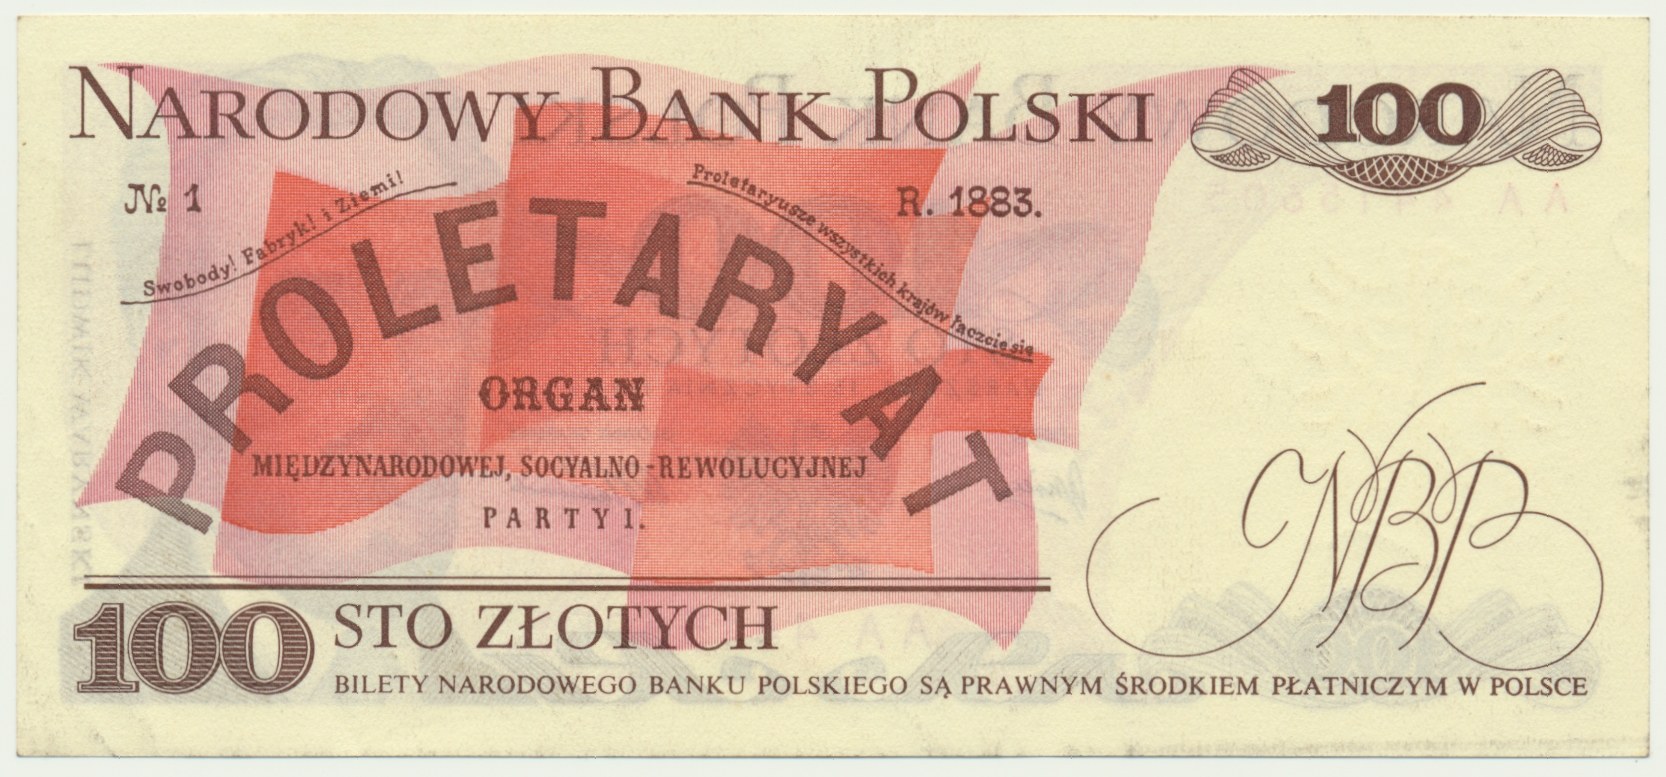 NARODOWY BANK POLSKI
100
№ 1
R. 1883.
Swobody! Fabryk! i Ziemi!
Proletaryusze wszystkich krajów łączcie się
PROLETARYAT
ORGAN
MIĘDZYNARODOWEJ, SOCYALNO-REWOLUCYJNEJ
PARTYI.
NBP
100 STO ZŁOTYCH
BILETY NARODOWEGO BANKU POLSKIEGO SĄ PRAWNYM ŚRODKIEM PŁATNICZYM W POLSCE